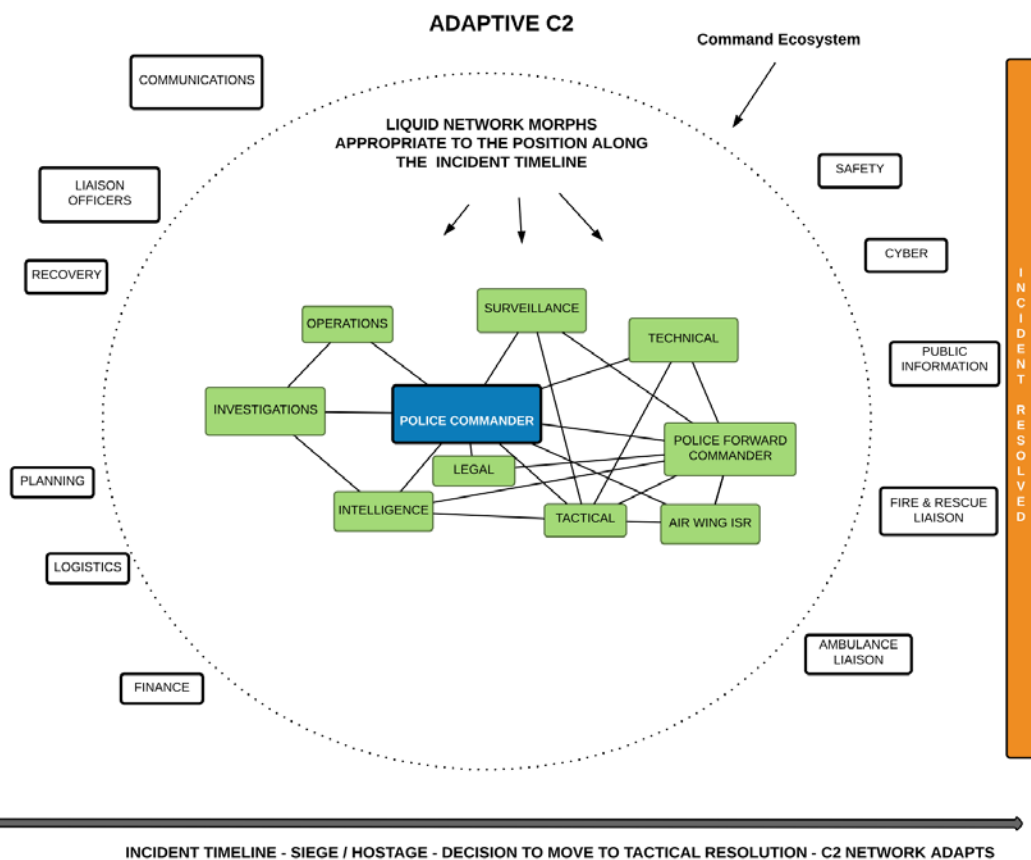 ADAPTIVE C2
Command Ecosystem
COMMUNICATIONS
LIQUID NETWORK MORPHS
APPROPRIATE TO THE POSITION ALONG
THE INCIDENT TIMELINE
LIAISON
OFFICERS
SAFETY
RECOVERY
CYBER
OPERATIONS
SURVEILLANCE
TECHNICAL
PUBLIC
INFORMATION
INVESTIGATIONS
POLICE COMMANDER
POLICE FORWARD
COMMANDER
LEGAL
PLANNING
INTELLIGENCE
TACTICAL
AIR WING ISR
FIRE & RESCUE
LIAISON
LOGISTICS
AMBULANCE
LIAISON
FINANCE
INCIDENT RESOLVED
INCIDENT TIMELINE - SIEGE / HOSTAGE - DECISION TO MOVE TO TACTICAL RESOLUTION - C2 NETWORK ADAPTS